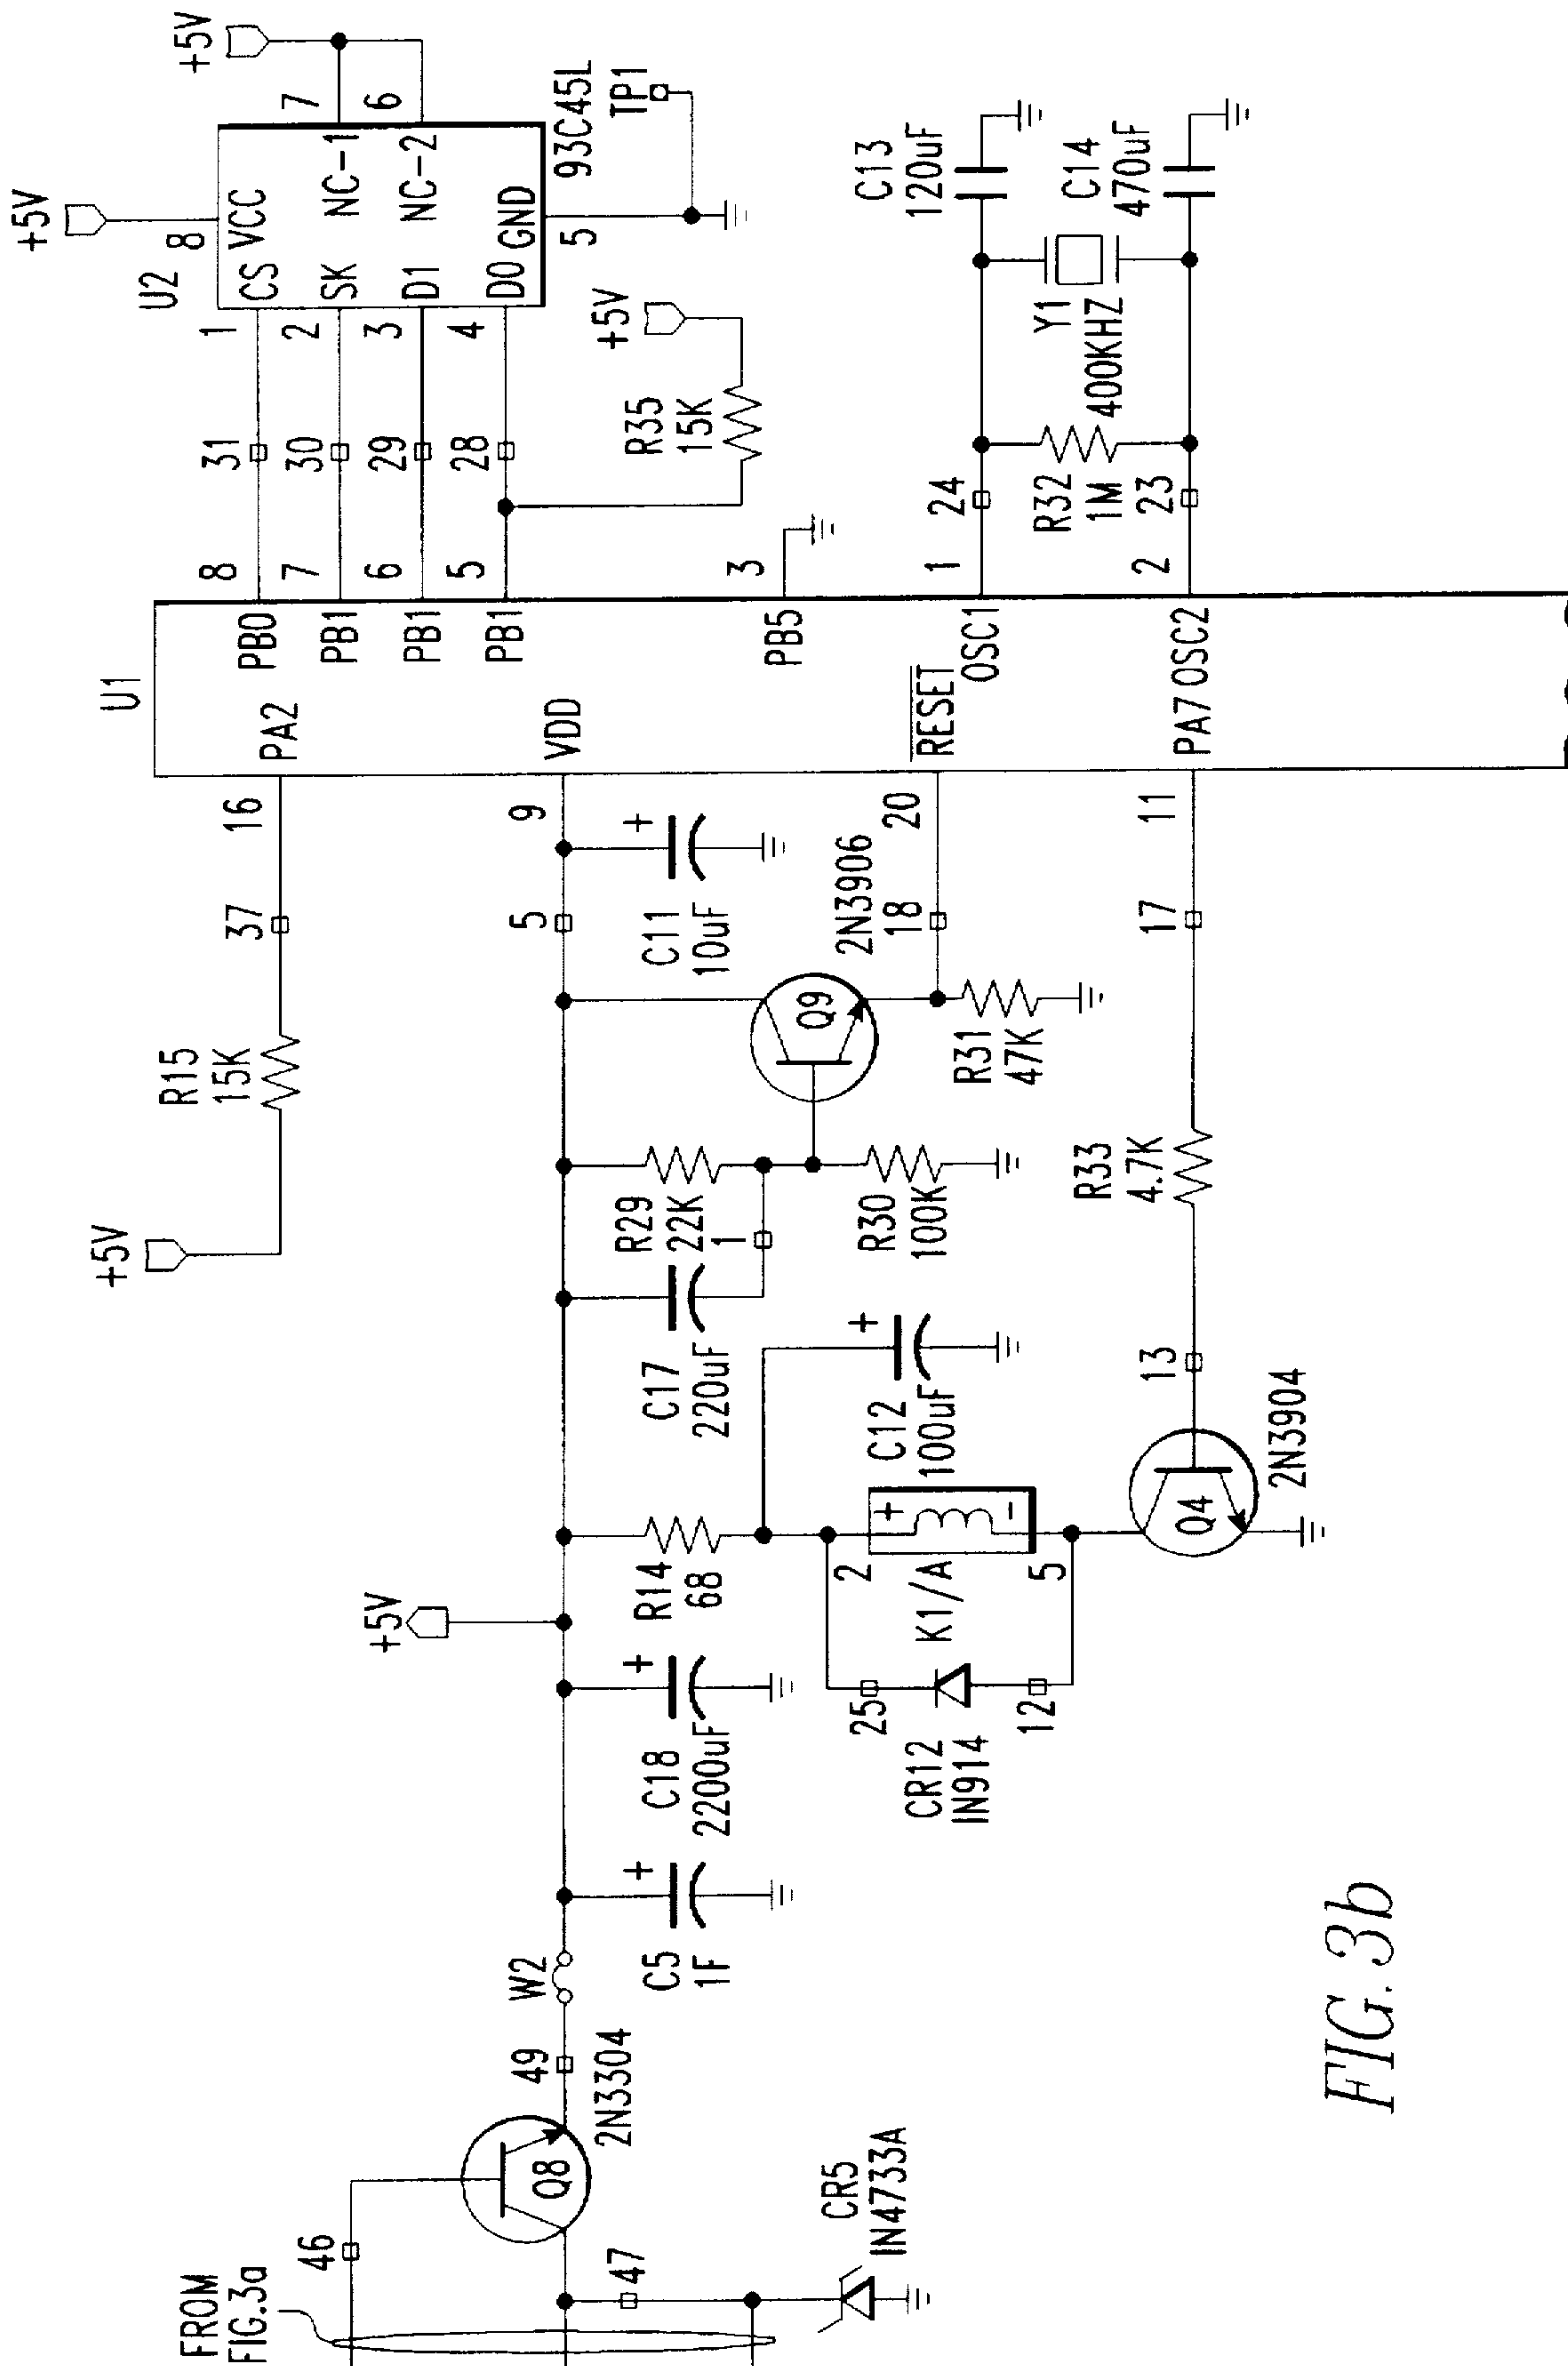 FROM
FIG.3a
46
47
CR5
IN4733A
Q8
2N3304
49
W2
C5
1F
+
C18
2200uF
+
+5V
R14
68
25
CR12
IN914
12
2
K1/A
5
+
-
C12
100uF
+
Q4
2N3904
13
R33
4.7K
17
11
C17
220uF
R29
22K
1
R30
100K
Q9
2N3906
18
20
R31
47K
C11
10uF
+
5
9
+5V
R15
15K
37
16
U1
PA2
VDD
RESET
PA7
PB0
PB1
PB1
PB1
PB5
OSC1
OSC2
8
7
6
5
3
1
2
31
30
29
28
R35
15K
+5V
1
2
3
4
U2
CS
SK
D1
D0
8
VCC
NC-1
NC-2
GND
5
7
6
+5V
+5V
93C45L
TP1
24
23
R32
1M
Y1
400KHZ
C13
120uF
C14
470uF
FIG. 3b